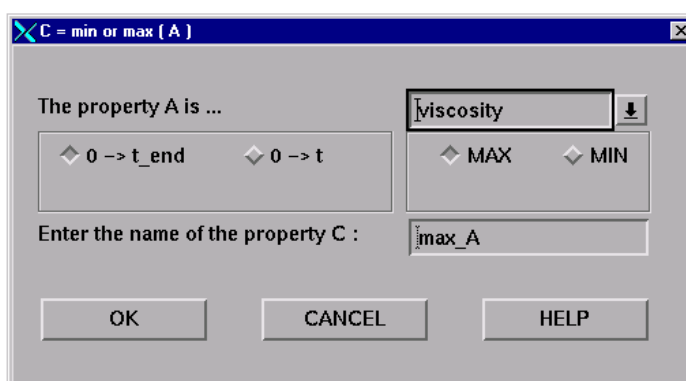 C = min or max ( A )
The property A is ... viscosity
0 -> t_end 0 -> t MAX MIN
Enter the name of the property C : max_A
OK CANCEL HELP